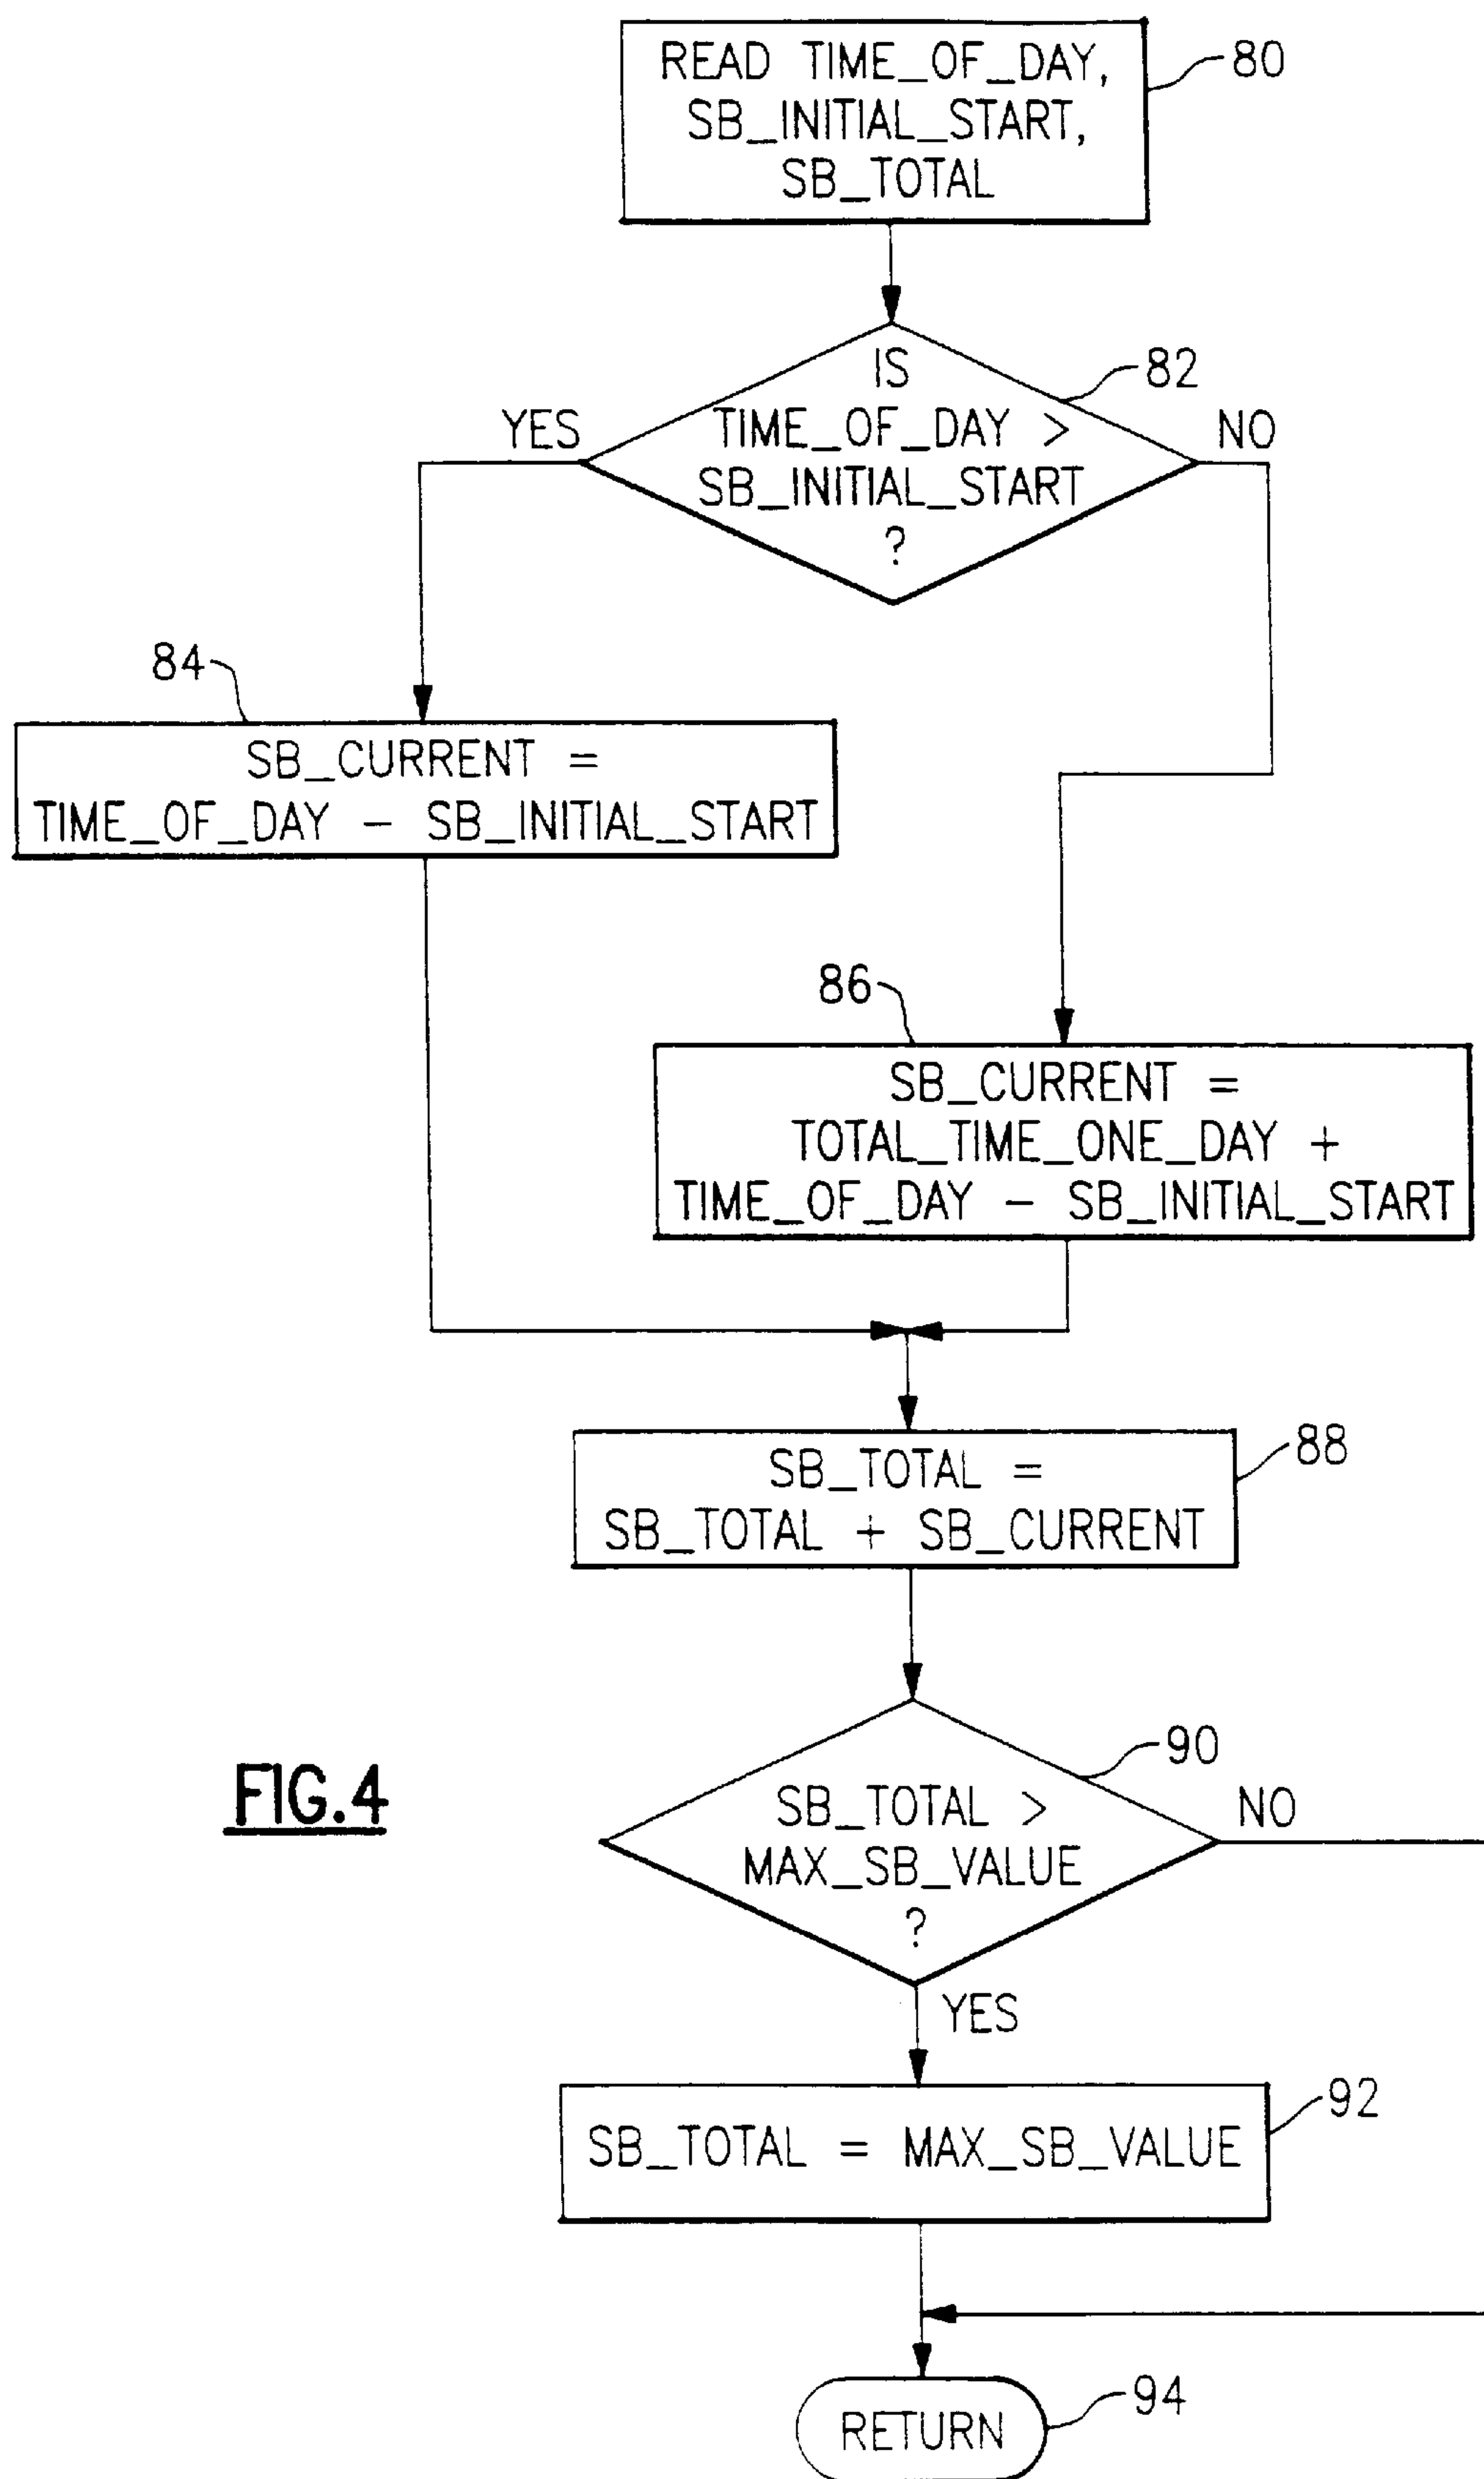 READ TIME_OF_DAY,
SB_INITIAL_START,
SB_TOTAL
80
IS
TIME_OF_DAY >
SB_INITIAL_START
?
82
YES
NO
84
SB_CURRENT =
TIME_OF_DAY - SB_INITIAL_START
86
SB_CURRENT =
TOTAL_TIME_ONE_DAY +
TIME_OF_DAY - SB_INITIAL_START
SB_TOTAL =
SB_TOTAL + SB_CURRENT
88
FIG.4
SB_TOTAL >
MAX_SB_VALUE
?
90
NO
YES
SB_TOTAL = MAX_SB_VALUE
92
RETURN
94